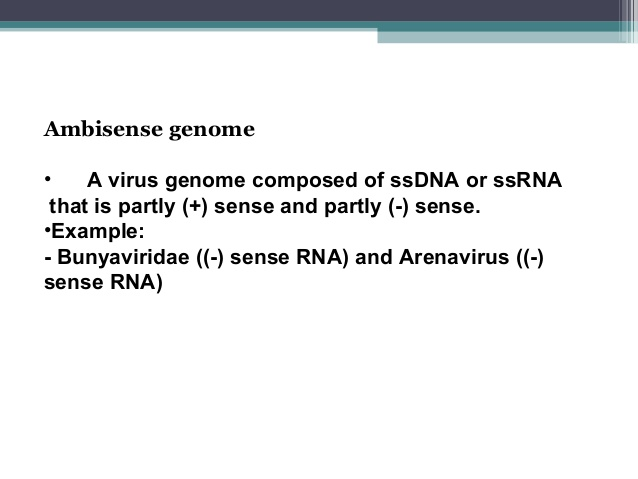 Ambisense genome
• A virus genome composed of ssDNA or ssRNA
that is partly (+) sense and partly (-) sense.
•Example:
- Bunyaviridae ((-) sense RNA) and Arenavirus ((-)
sense RNA)